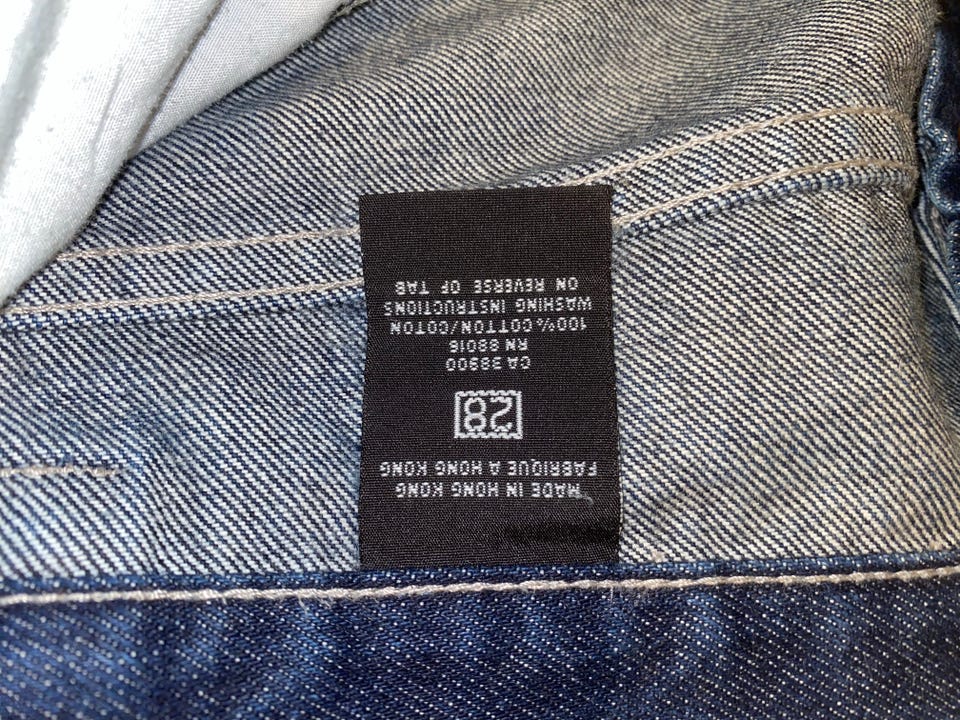 MADE IN HONG KONG
FABRIQUE A HONG KONG
28
CA 38900
RN 88016
100% COTTON/COTON
WASHING INSTRUCTIONS
ON REVERSE OF TAB